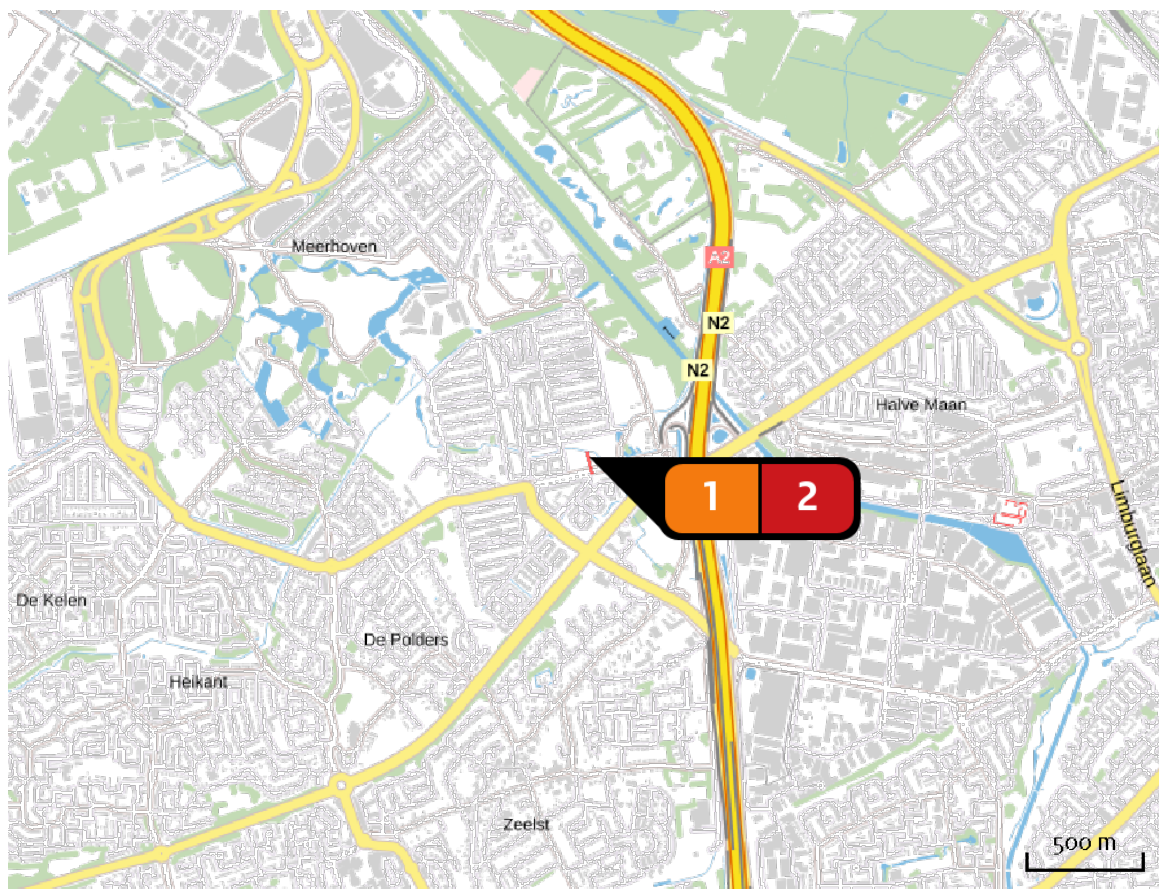 Meerhoven
A2
N2
N2
Halve Maan
1 2
Limburglaan
De Kelen
De Polders
Heikant
Zeelst
500 m